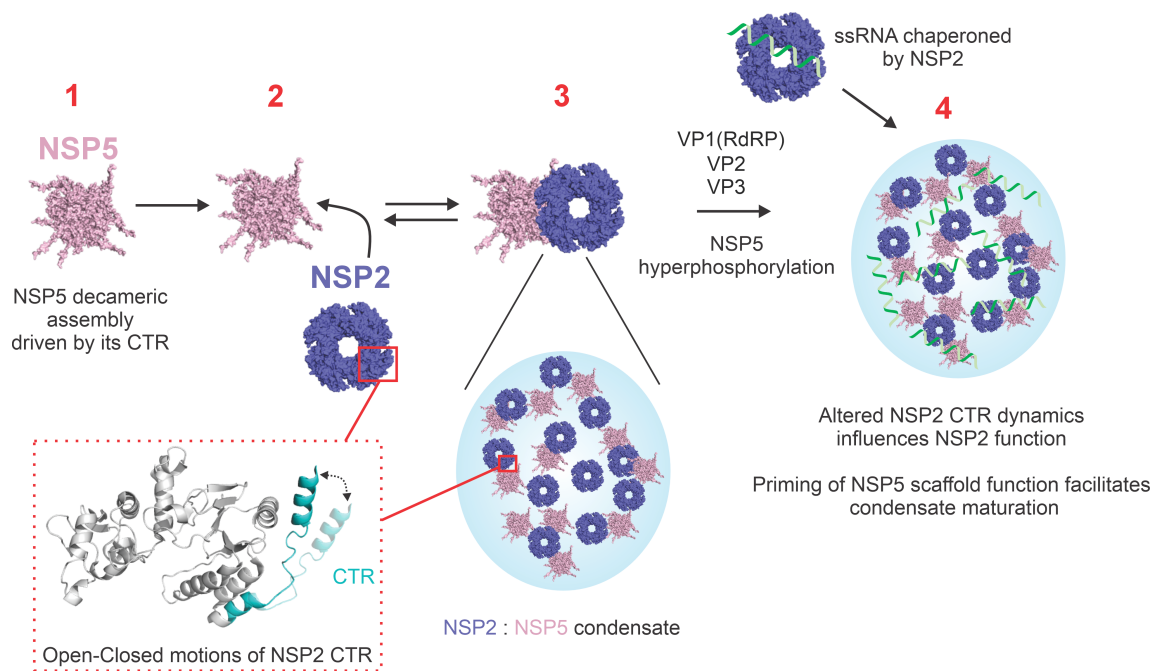 ssRNA chaperoned
by NSP2
1
2
3
4
NSP5
VP1(RdRP)
VP2
VP3
NSP5
hyperphosphorylation
NSP2
NSP5 decameric
assembly
driven by its CTR
Altered NSP2 CTR dynamics
influences NSP2 function
Priming of NSP5 scaffold function facilitates
condensate maturation
CTR
NSP2 : NSP5 condensate
Open-Closed motions of NSP2 CTR